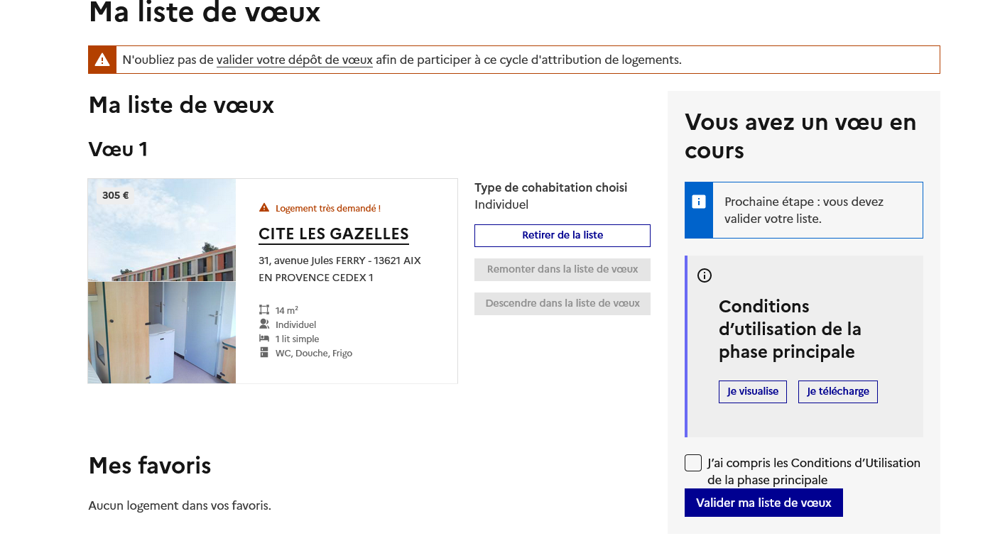 Ma liste de vœux
N'oubliez pas de valider votre dépôt de vœux afin de participer à ce cycle d'attribution de logements.
Ma liste de vœux
Vœu 1
305 €
Logement très demandé !
CITE LES GAZELLES
31, avenue Jules FERRY - 13621 AIX
EN PROVENCE CEDEX 1
14 m²
Individuel
1 lit simple
WC, Douche, Frigo
Type de cohabitation choisi
Individuel
Retirer de la liste
Remonter dans la liste de vœux
Descendre dans la liste de vœux
Mes favoris
Aucun logement dans vos favoris.
Vous avez un vœu en
cours
Prochaine étape : vous devez
valider votre liste.
Conditions
d’utilisation de la
phase principale
Je visualise
Je télécharge
J’ai compris les Conditions d’Utilisation
de la phase principale
Valider ma liste de vœux